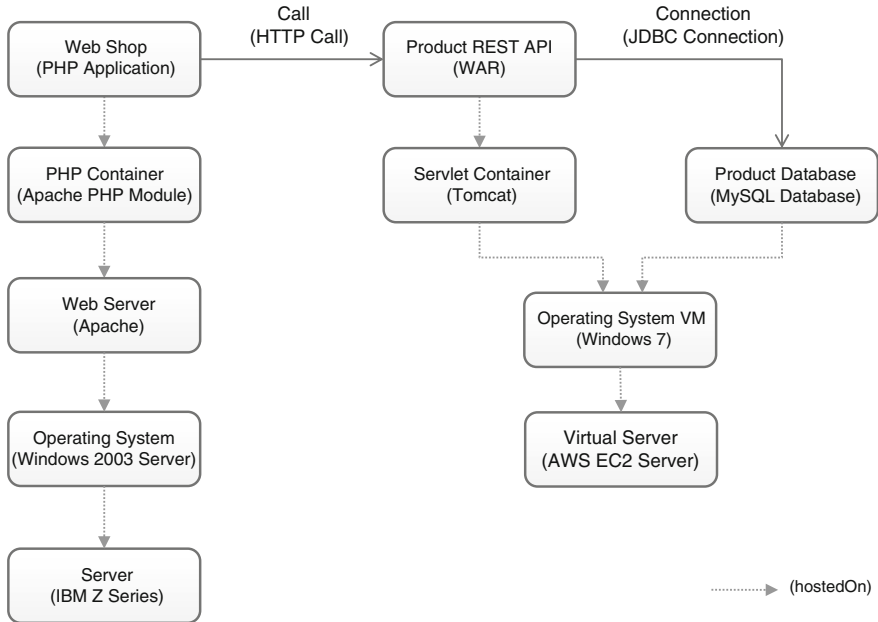 Call
(HTTP Call)
Connection
(JDBC Connection)
Web Shop
(PHP Application)
Product REST API
(WAR)
PHP Container
(Apache PHP Module)
Servlet Container
(Tomcat)
Product Database
(MySQL Database)
Web Server
(Apache)
Operating System VM
(Windows 7)
Operating System
(Windows 2003 Server)
Virtual Server
(AWS EC2 Server)
Server
(IBM Z Series)
(hostedOn)